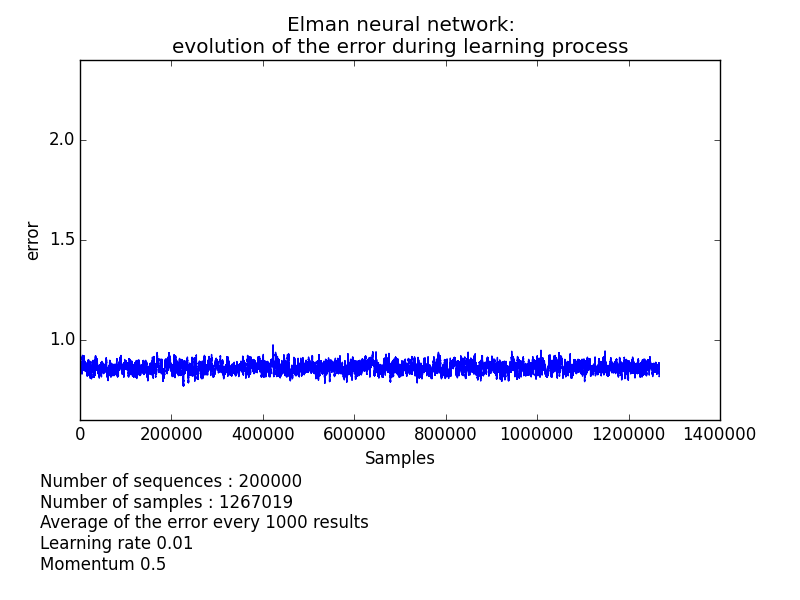 Elman neural network:
evolution of the error during learning process
2.0
1.5
1.0
error
0 200000 400000 600000 800000 1000000 1200000 1400000
Samples
Number of sequences : 200000
Number of samples : 1267019
Average of the error every 1000 results
Learning rate 0.01
Momentum 0.5